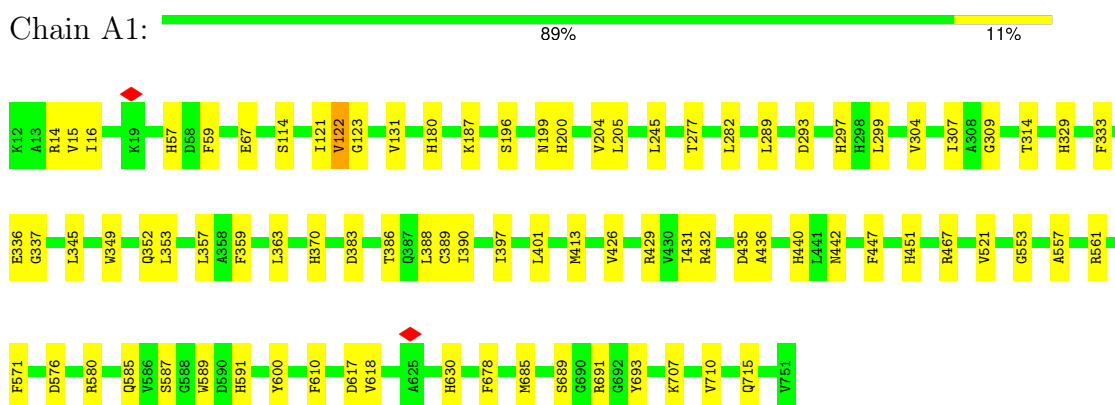 Chain A1:
89% 11%
K12 A13 R14 V15 I16 K19 H57 D58 F59 E67 S114 I121 V122 G123 V131 H180 K187 S196 N199 H200 V204 L205 L245 T277 L282 L289 D293 H297 H298 L299 V304 I307 A308 G309 T314 H329 F333
E336 G337 L345 W349 Q352 L353 L357 A358 F359 L363 H370 D383 T386 Q387 L388 C389 I390 I397 L401 M413 V426 R429 V430 I431 R432 D435 A436 H440 L441 N442 F447 H451 R467 V521 G553 A557 R561
F571 D576 R580 Q585 V586 S587 G588 W589 D590 H591 Y600 F610 D617 V618 A625 H630 F678 M685 S689 G690 R691 G692 Y693 K707 V710 Q715 V751